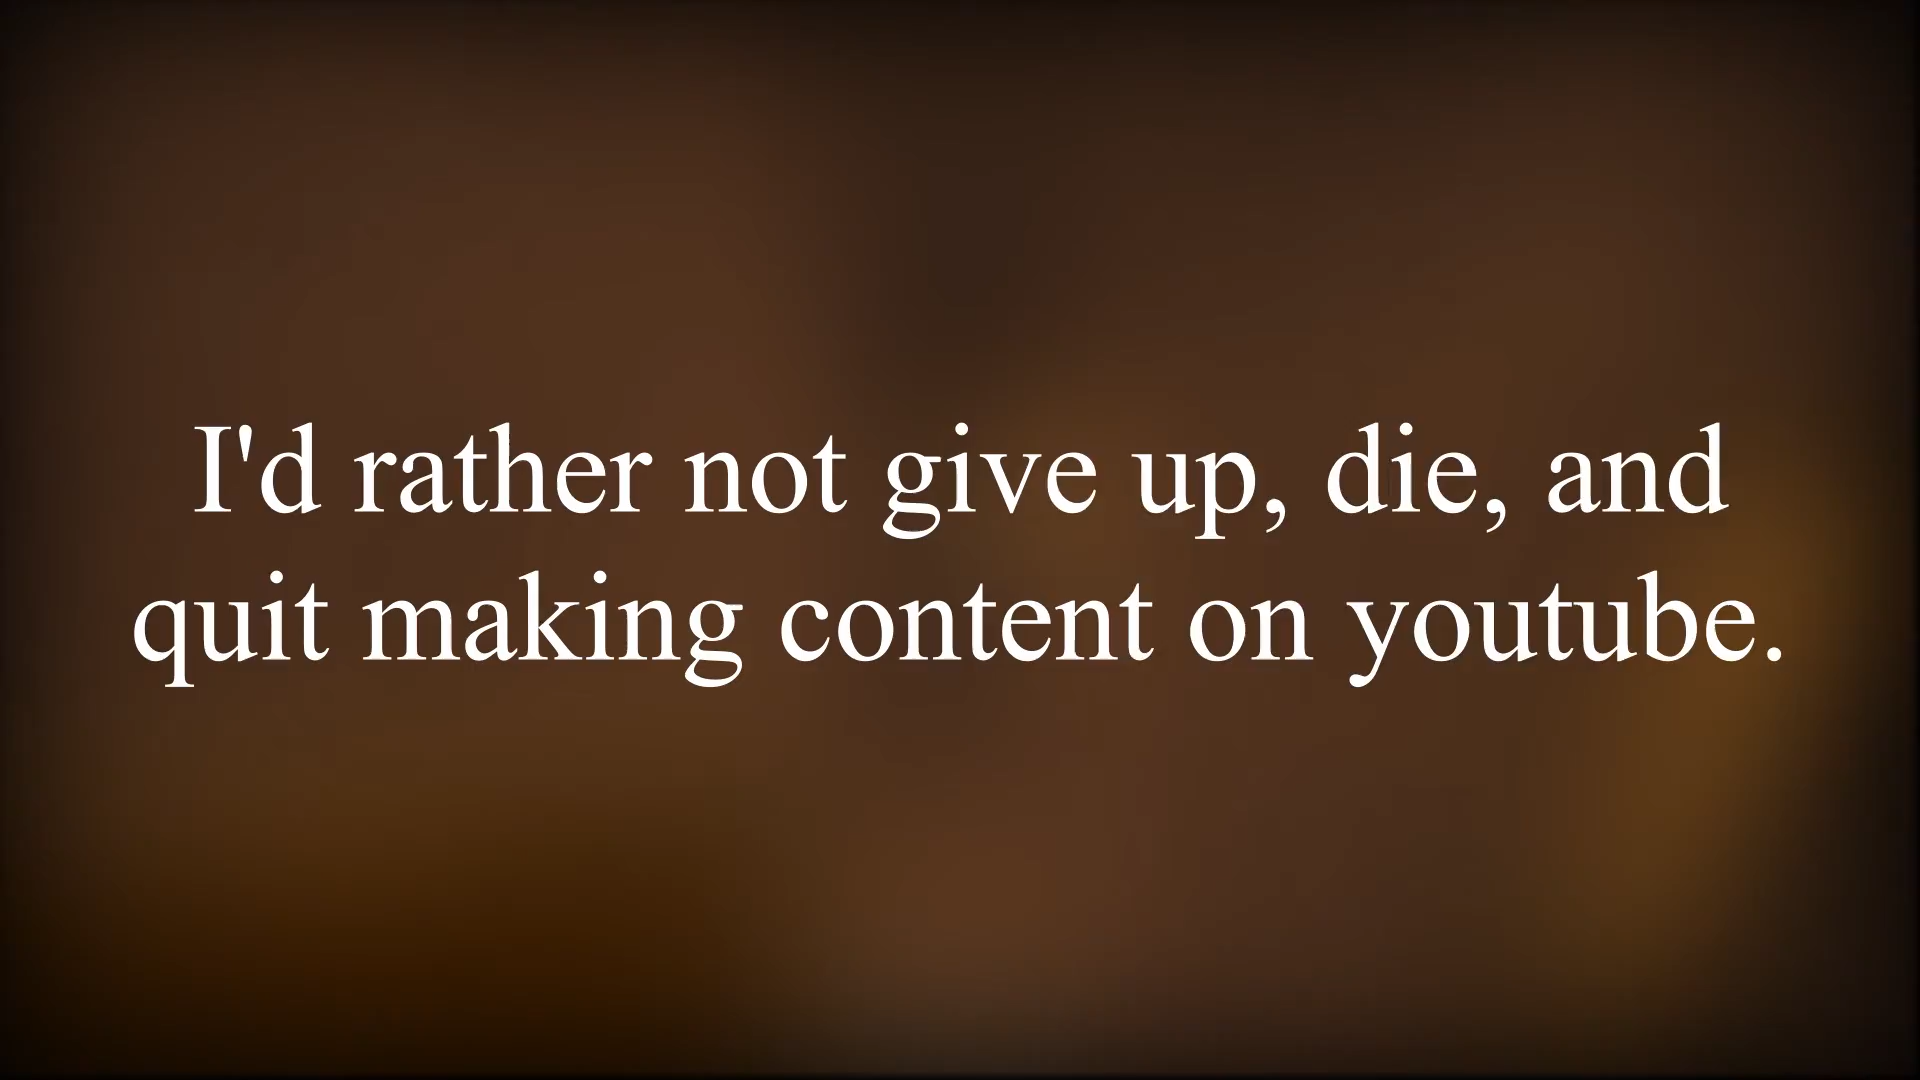 I'd rather not give up, die, and
quit making content on youtube.